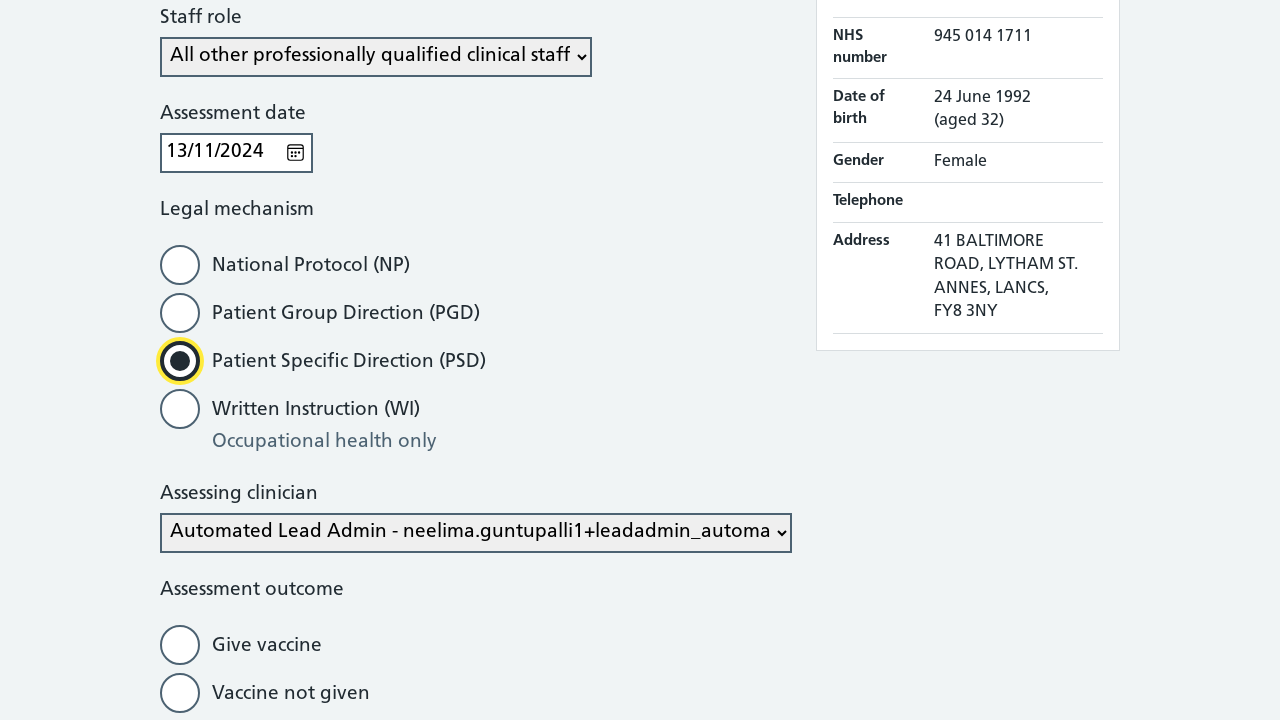 Staff role
All other professionally qualified clinical staff
Assessment date
13/11/2024
Legal mechanism
National Protocol (NP)
Patient Group Direction (PGD)
Patient Specific Direction (PSD)
Written Instruction (WI)
Occupational health only
Assessing clinician
Automated Lead Admin - neelima.guntupalli1+leadadmin_automa
Assessment outcome
Give vaccine
Vaccine not given
NHS number
945 014 1711
Date of birth
24 June 1992
(aged 32)
Gender
Female
Telephone
Address
41 BALTIMORE
ROAD, LYTHAM ST.
ANNES, LANCS,
FY8 3NY